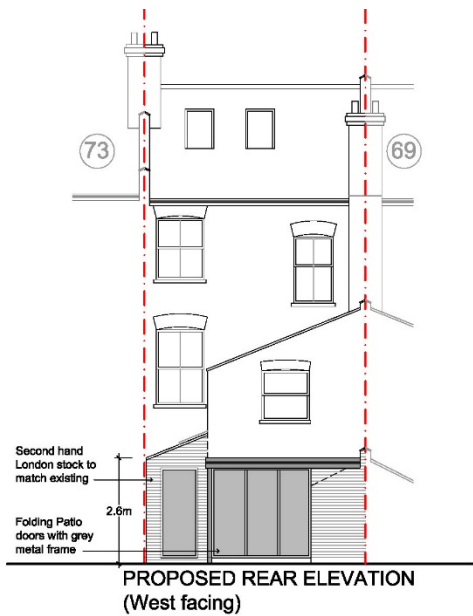 73
69
Second hand
London stock to
match existing
2.6m
Folding Patio
doors with grey
metal frame
PROPOSED REAR ELEVATION
(West facing)